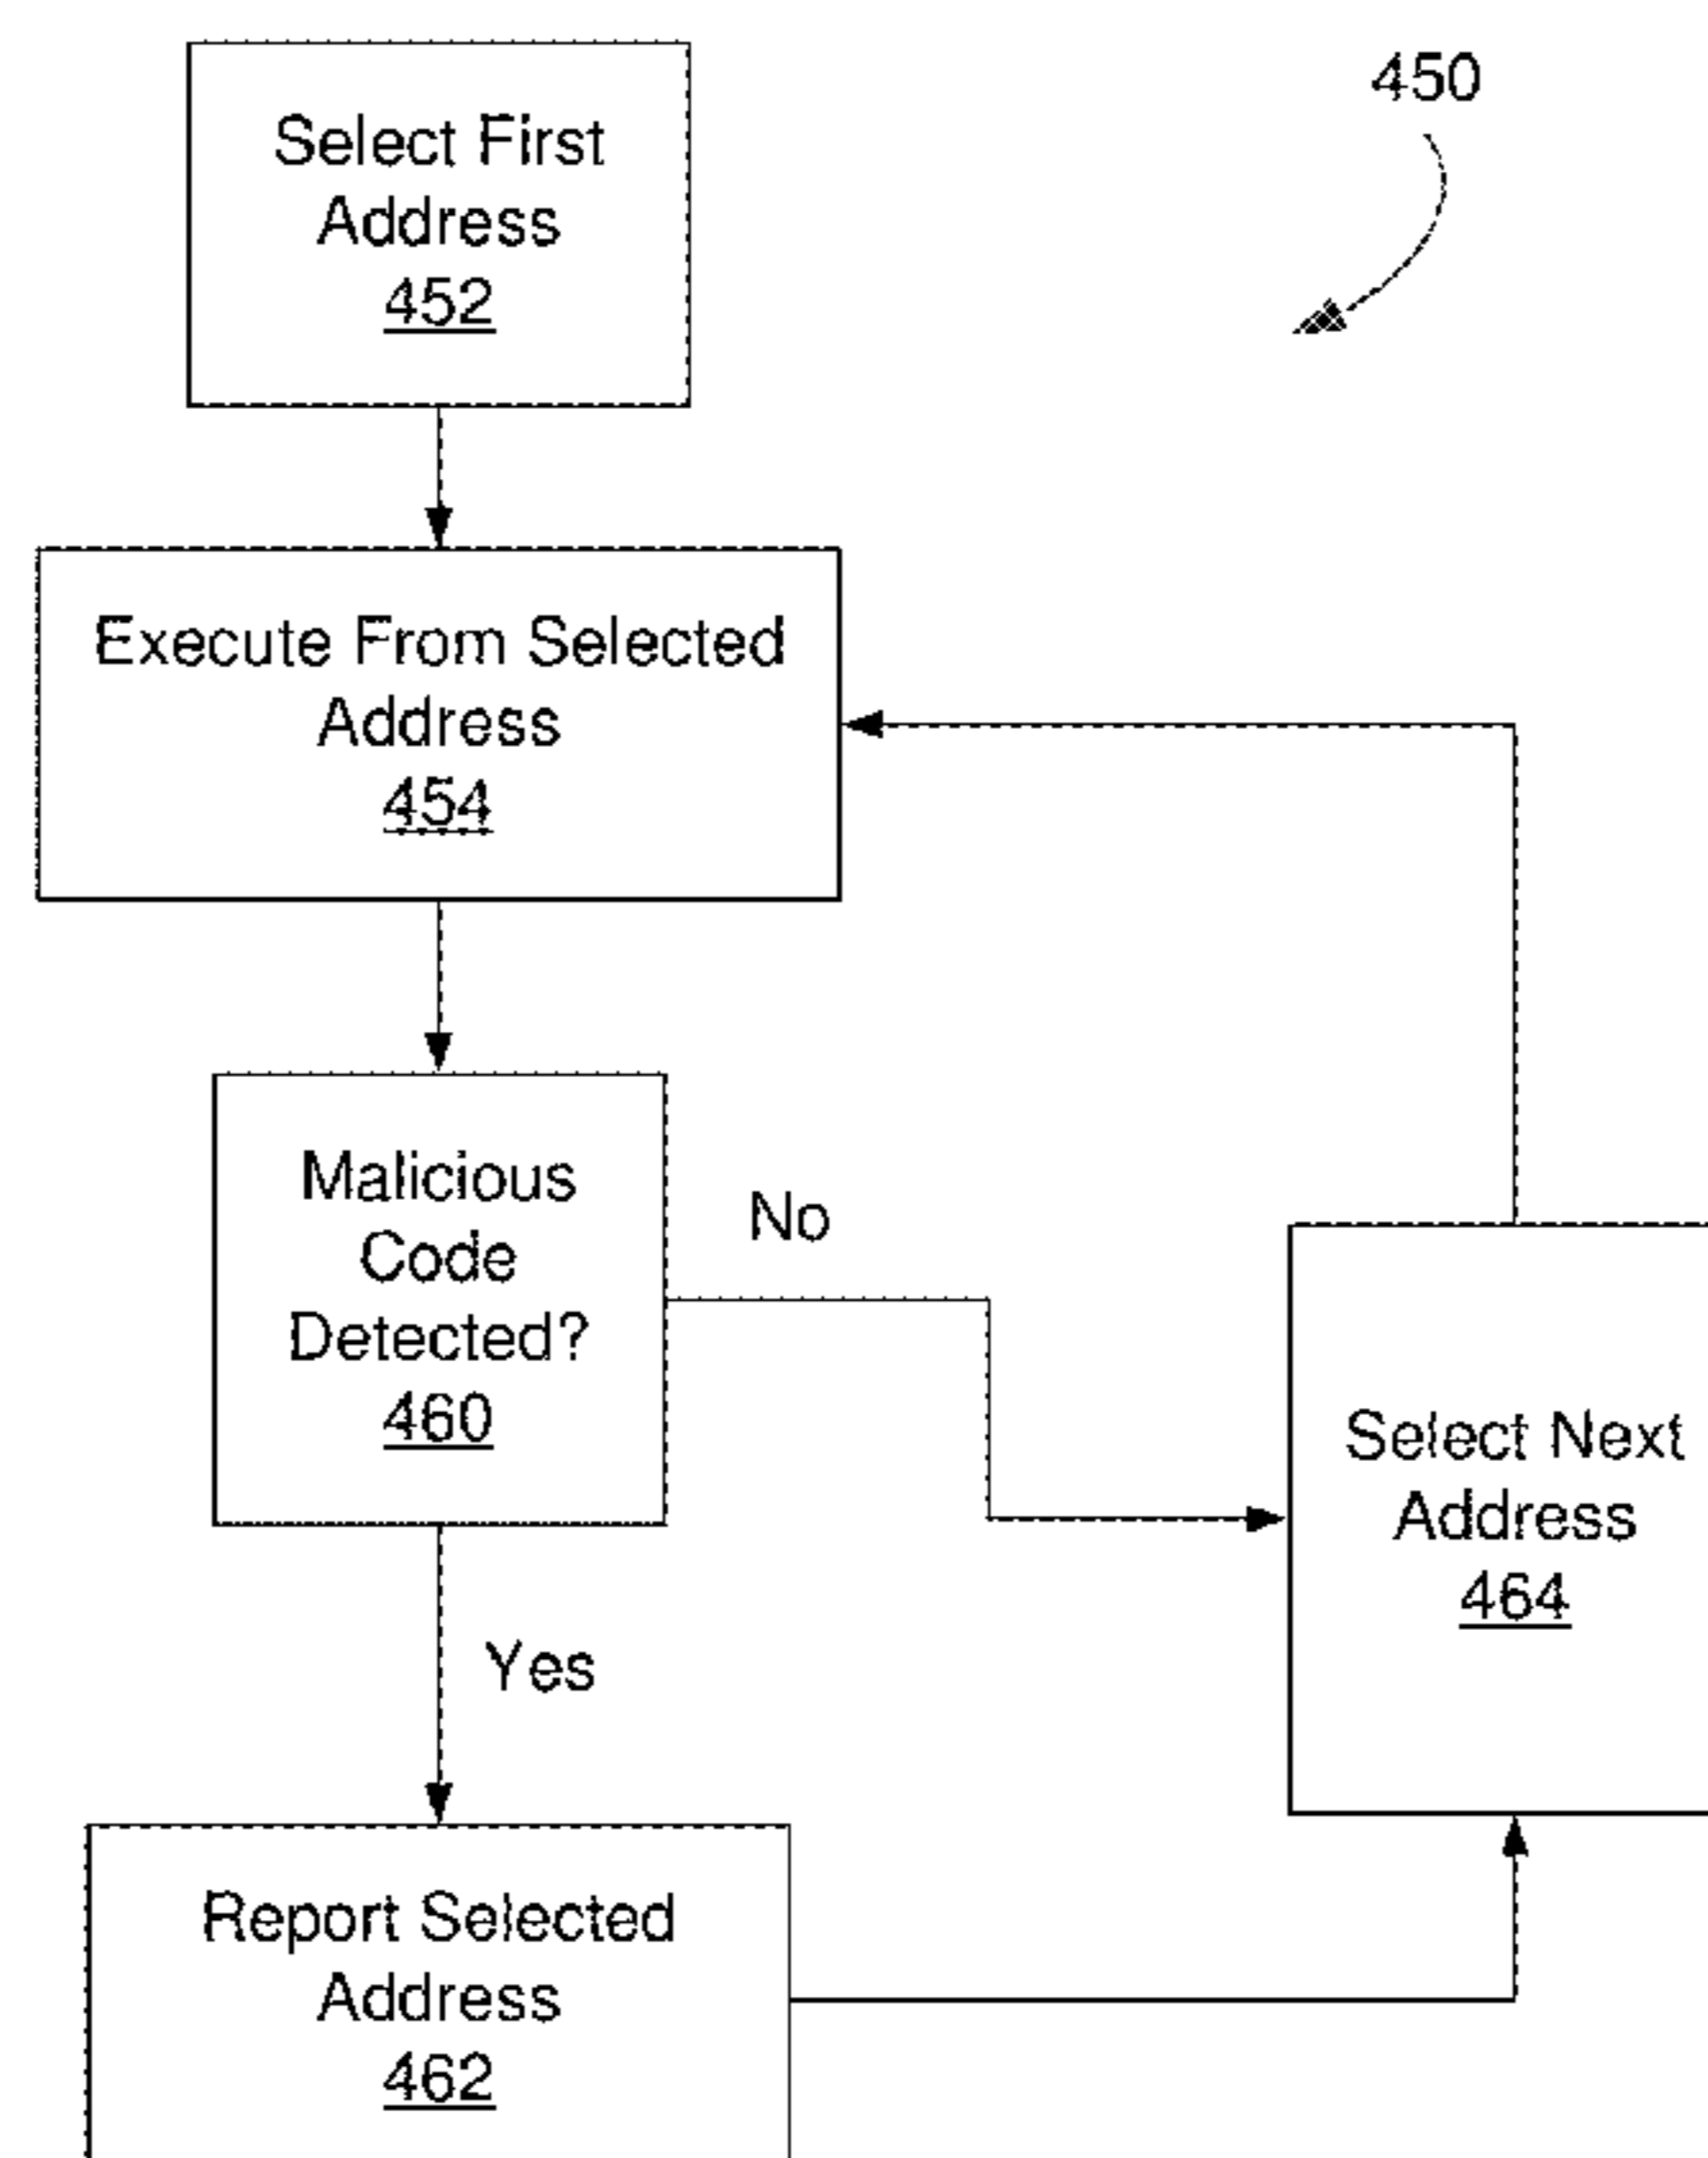 450
Select First
Address
452
Execute From Selected
Address
454
Malicious
Code
Detected?
460
No
Select Next
Address
464
Yes
Report Selected
Address
462